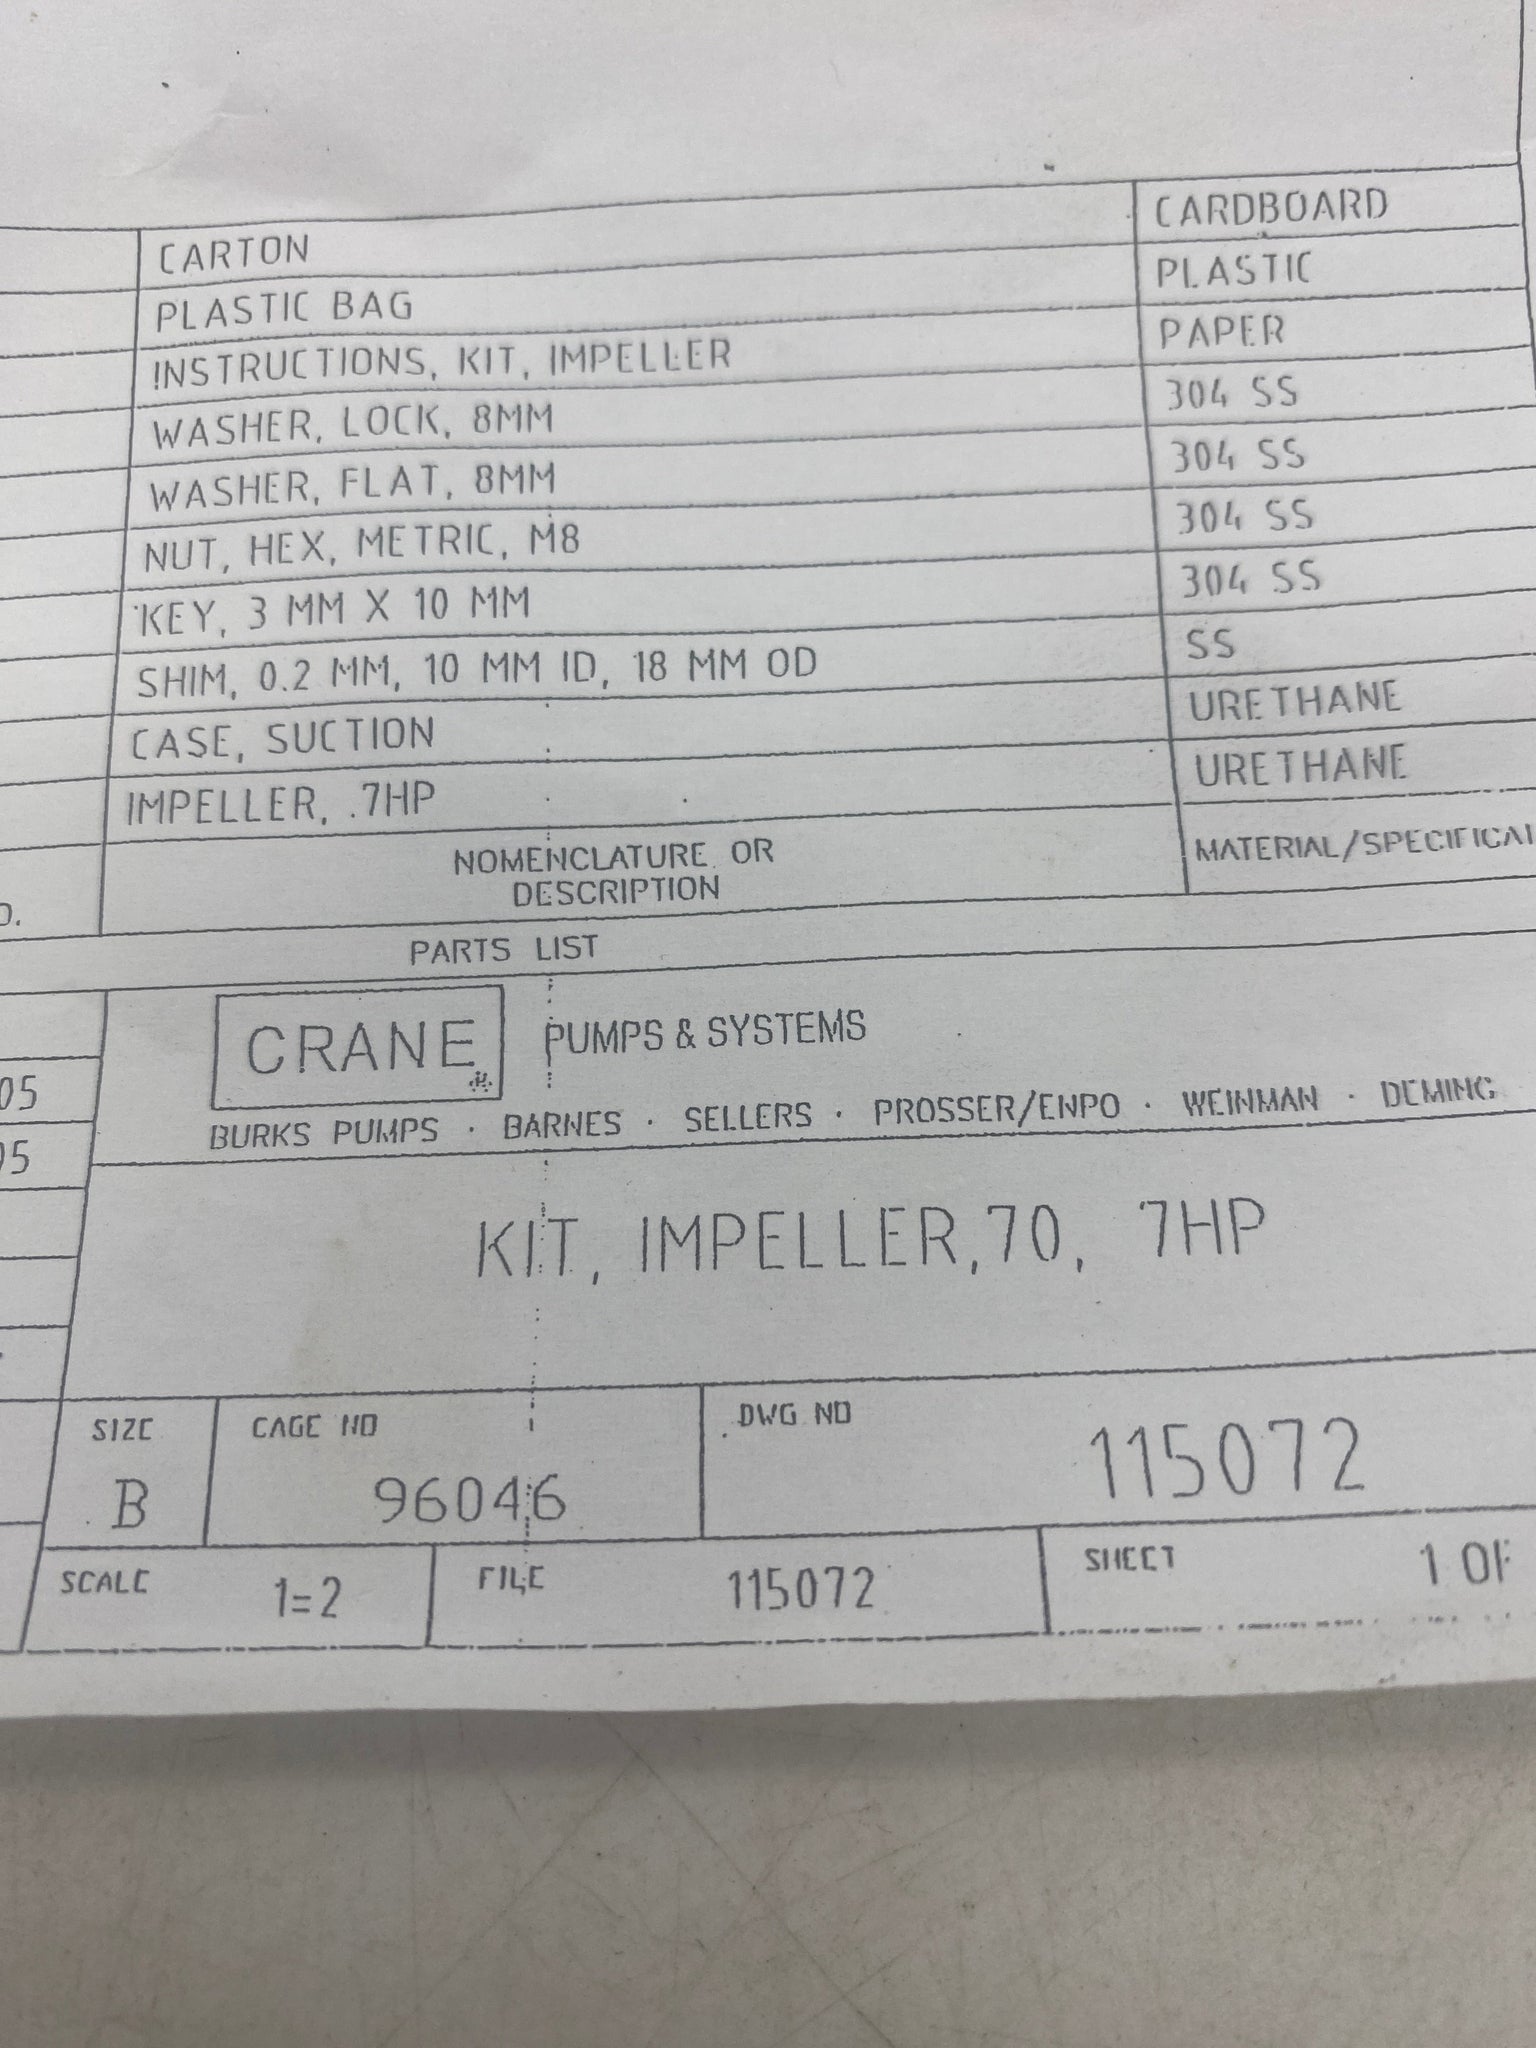 CARTON CARDBOARD
PLASTIC BAG PLASTIC
INSTRUCTIONS, KIT, IMPELLER PAPER
WASHER, LOCK, 8MM 304 SS
WASHER, FLAT, 8MM 304 SS
NUT, HEX, METRIC, M8 304 SS
KEY, 3 MM X 10 MM 304 SS
SHIM, 0.2 MM, 10 MM ID, 18 MM OD SS
CASE, SUCTION URETHANE
IMPELLER, .7HP URETHANE
NOMENCLATURE OR
DESCRIPTION
PARTS LIST
CRANE PUMPS & SYSTEMS
05
BURKS PUMPS · BARNES · SELLERS · PROSSER/ENPO · WEINMAN · DEMING
KIT, IMPELLER,70, 7HP
SIZE CAGE NO DWG NO
B 96046 115072
SCALE 1=2 FILE 115072 SHEET 1